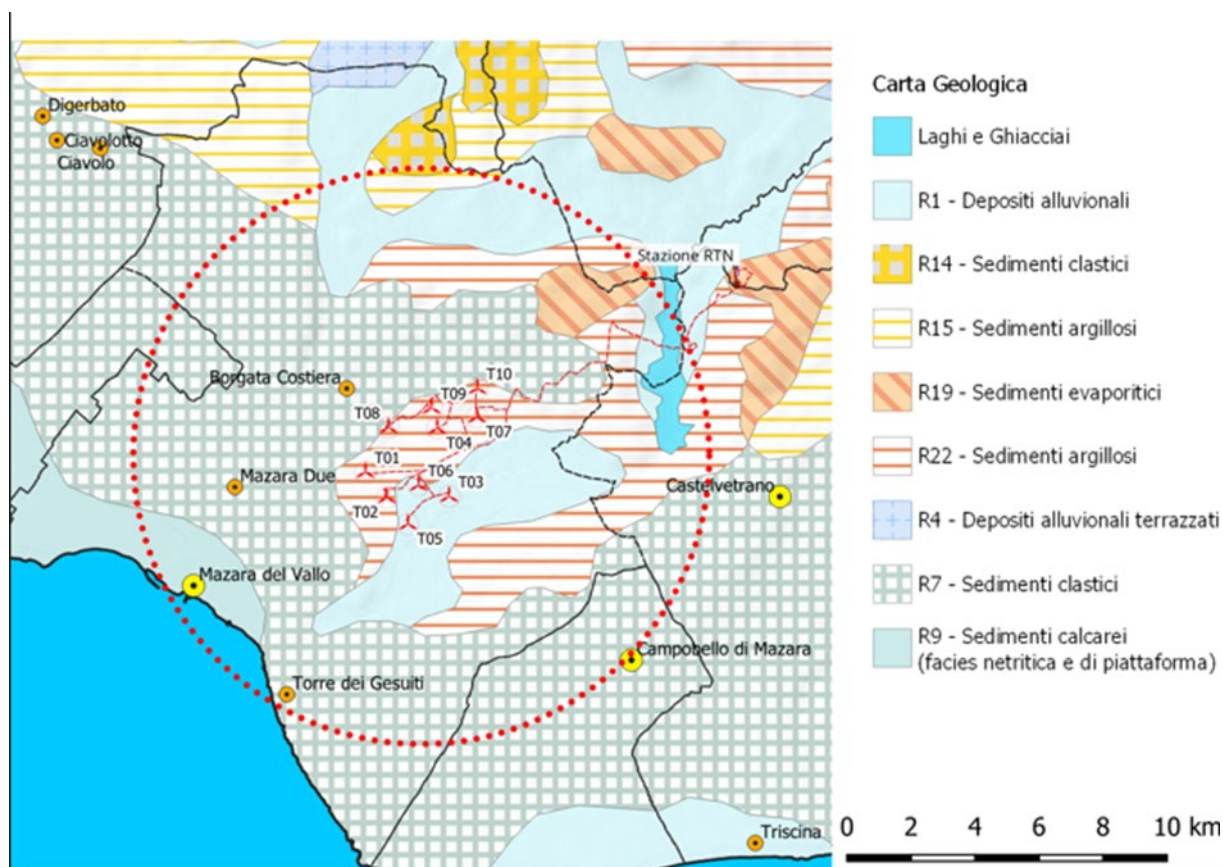 Digerbato
Ciavolotto
Ciavolo
Stazione RTN
Borgata Costiera
T10
T09
T08
T07
T04
T01
T06
Mazara Due
T03
T02
T05
Castelvetrano
Mazara del Vallo
Campobello di Mazara
Torre dei Gesuiti
Triscina
Carta Geologica
Laghi e Ghiacciai
R1 - Depositi alluvionali
R14 - Sedimenti clastici
R15 - Sedimenti argillosi
R19 - Sedimenti evaporitici
R22 - Sedimenti argillosi
R4 - Depositi alluvionali terrazzati
R7 - Sedimenti clastici
R9 - Sedimenti calcarei
(facies netritica e di piattaforma)
0 2 4 6 8 10 km